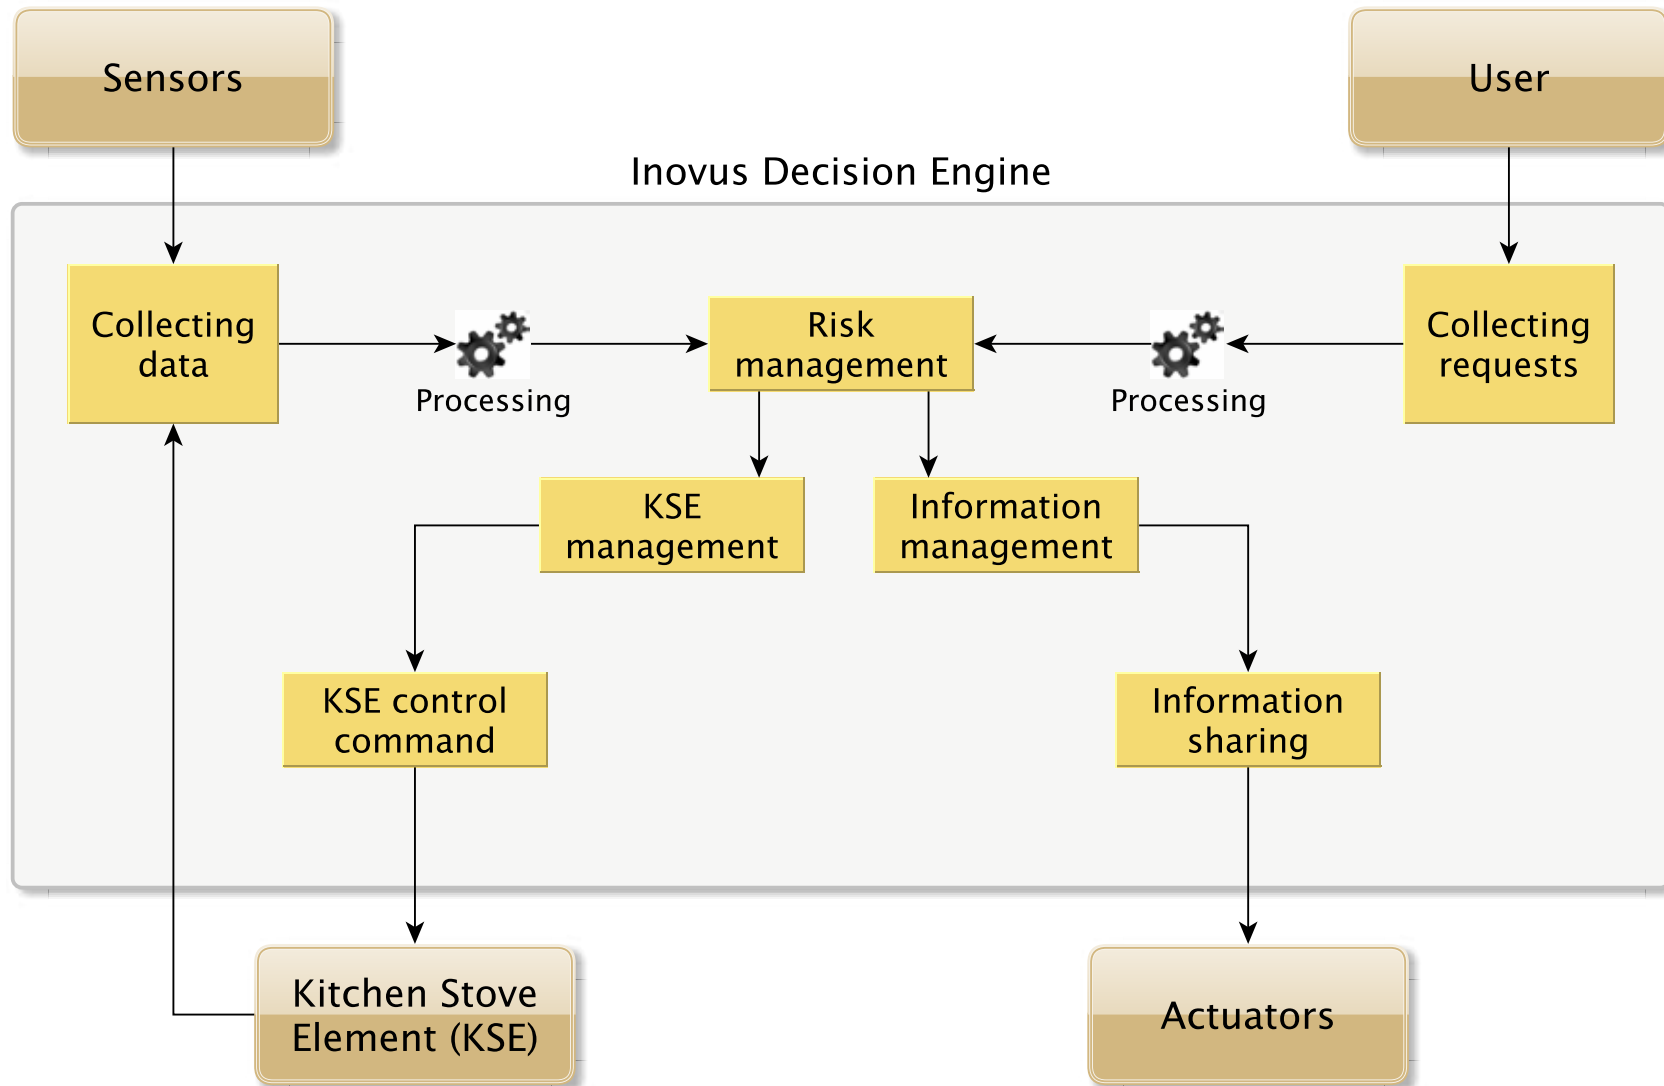 Sensors
User
Inovus Decision Engine
Collecting
data
Processing
Risk
management
Processing
Collecting
requests
KSE
management
Information
management
KSE control
command
Information
sharing
Kitchen Stove
Element (KSE)
Actuators